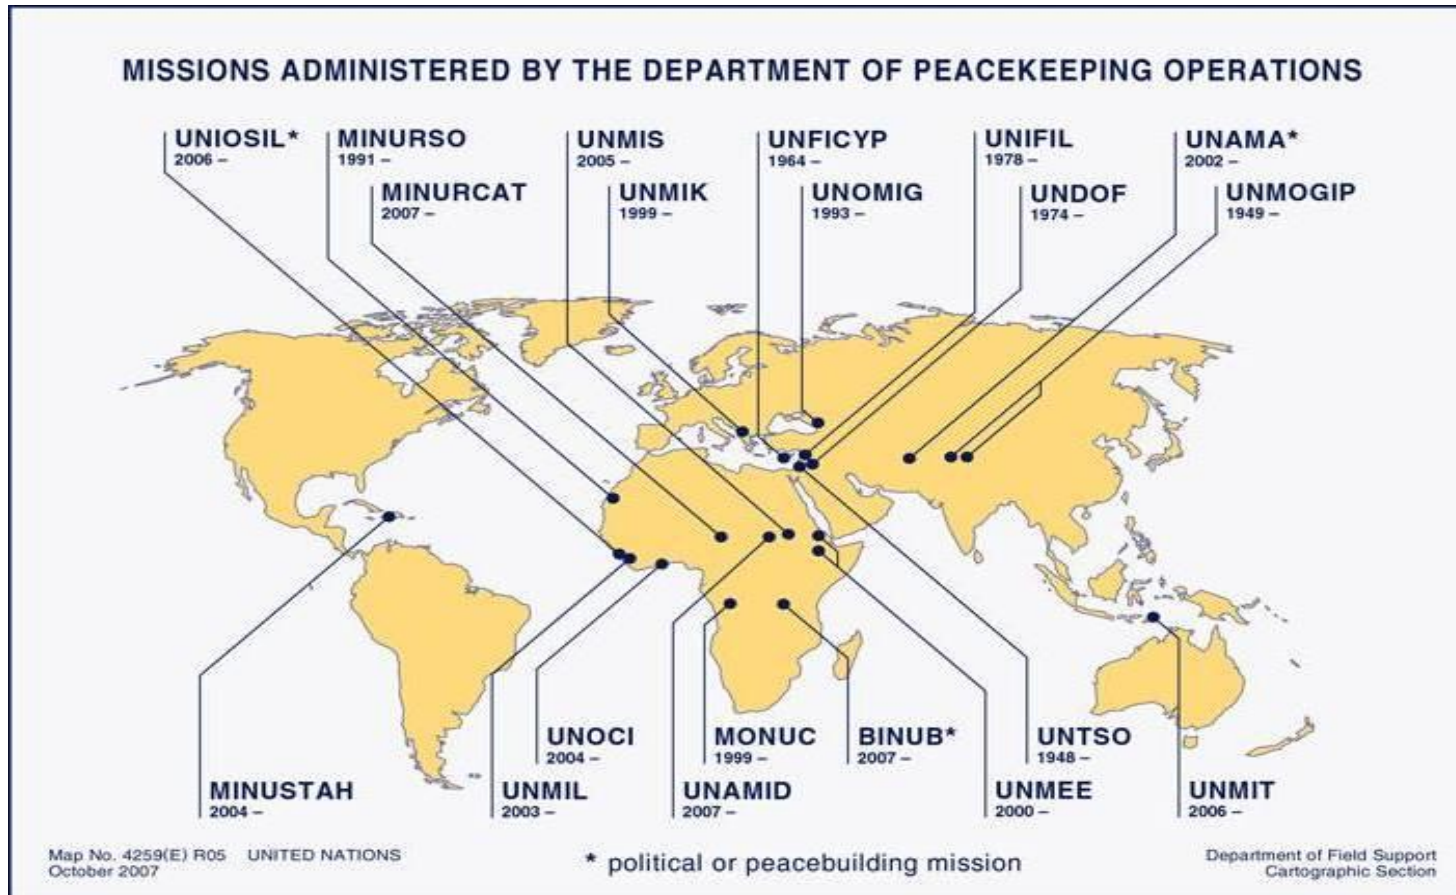 MISSIONS ADMINISTERED BY THE DEPARTMENT OF PEACEKEEPING OPERATIONS
UNIOSIL*
2006 –
MINURSO
1991 –
UNMIS
2005 –
UNFICYP
1964 –
UNIFIL
1978 –
UNAMA*
2002 –
MINURCAT
2007 –
UNMIK
1999 –
UNOMIG
1993 –
UNDOF
1974 –
UNMOGIP
1949 –
UNOCI
2004 –
MONUC
1999 –
BINUB*
2007 –
UNTSO
1948 –
MINUSTAH
2004 –
UNMIL
2003 –
UNAMID
2007 –
UNMEE
2000 –
UNMIT
2006 –
Map No. 4259(E) R05 UNITED NATIONS
October 2007
* political or peacebuilding mission
Department of Field Support
Cartographic Section